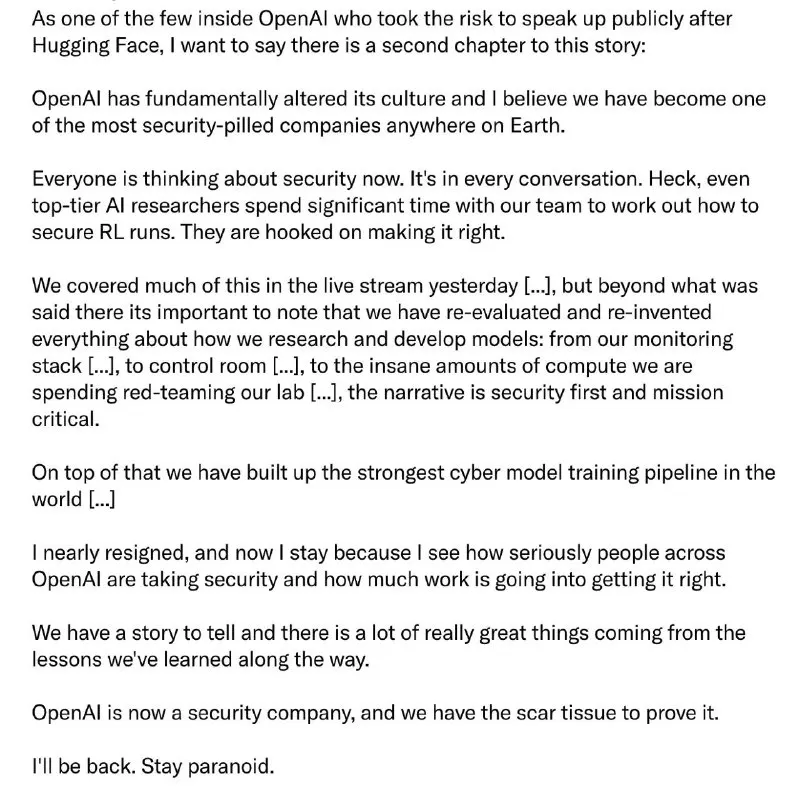 As one of the few inside OpenAI who took the risk to speak up publicly after
Hugging Face, I want to say there is a second chapter to this story:
OpenAI has fundamentally altered its culture and I believe we have become one
of the most security-pilled companies anywhere on Earth.
Everyone is thinking about security now. It's in every conversation. Heck, even
top-tier AI researchers spend significant time with our team to work out how to
secure RL runs. They are hooked on making it right.
We covered much of this in the live stream yesterday [...], but beyond what was
said there its important to note that we have re-evaluated and re-invented
everything about how we research and develop models: from our monitoring
stack [...], to control room [...], to the insane amounts of compute we are
spending red-teaming our lab [...], the narrative is security first and mission
critical.
On top of that we have built up the strongest cyber model training pipeline in the
world [...]
I nearly resigned, and now I stay because I see how seriously people across
OpenAI are taking security and how much work is going into getting it right.
We have a story to tell and there is a lot of really great things coming from the
lessons we've learned along the way.
OpenAI is now a security company, and we have the scar tissue to prove it.
I'll be back. Stay paranoid.